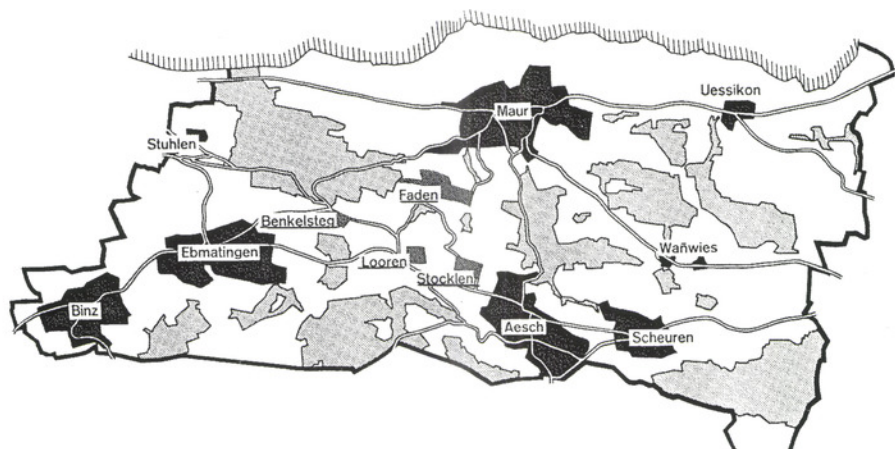 Uessikon
Maur
Stuhlen
Faden
Benkelsteg
Ebmatingen
Wañwies
Looren
Stocklen
Binz
Aesch
Scheuren